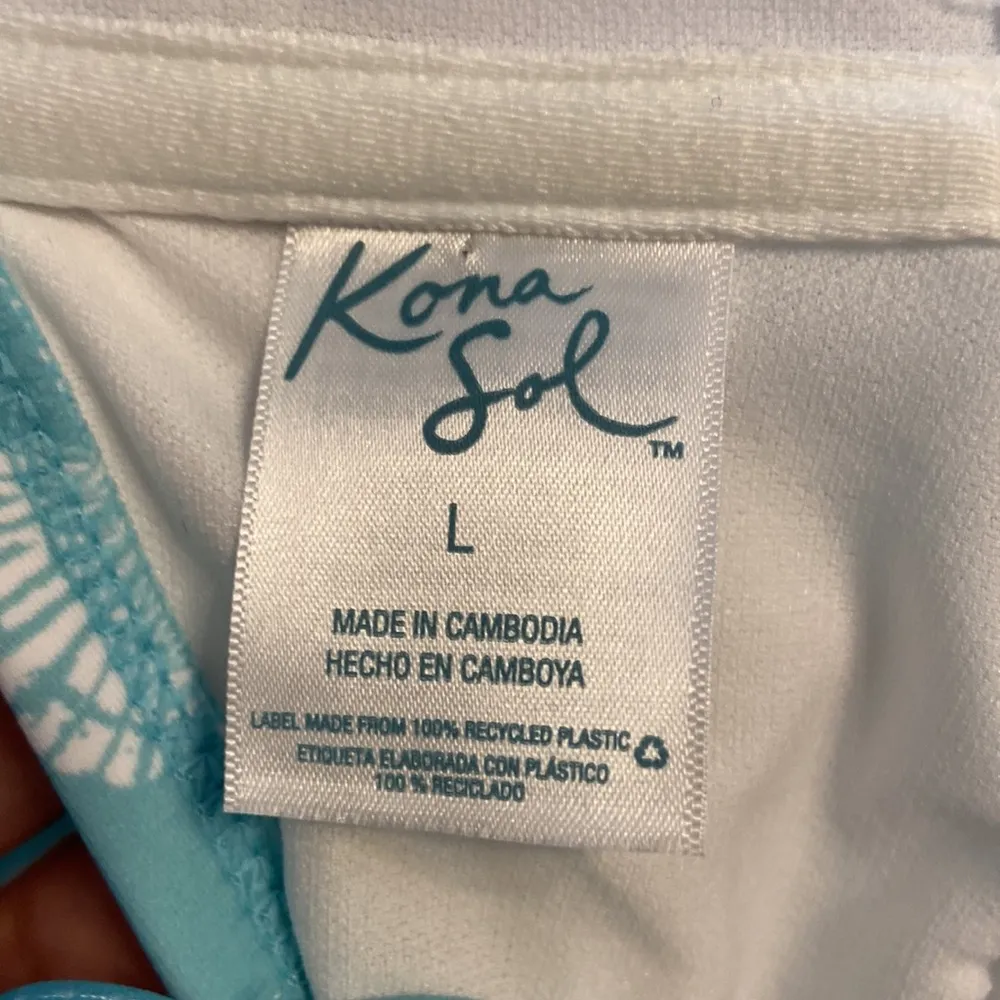 Kona
Sol
™
L
MADE IN CAMBODIA
HECHO EN CAMBOYA
LABEL MADE FROM 100% RECYCLED PLASTIC
ETIQUETA ELABORADA CON PLÁSTICO
100 % RECICLADO